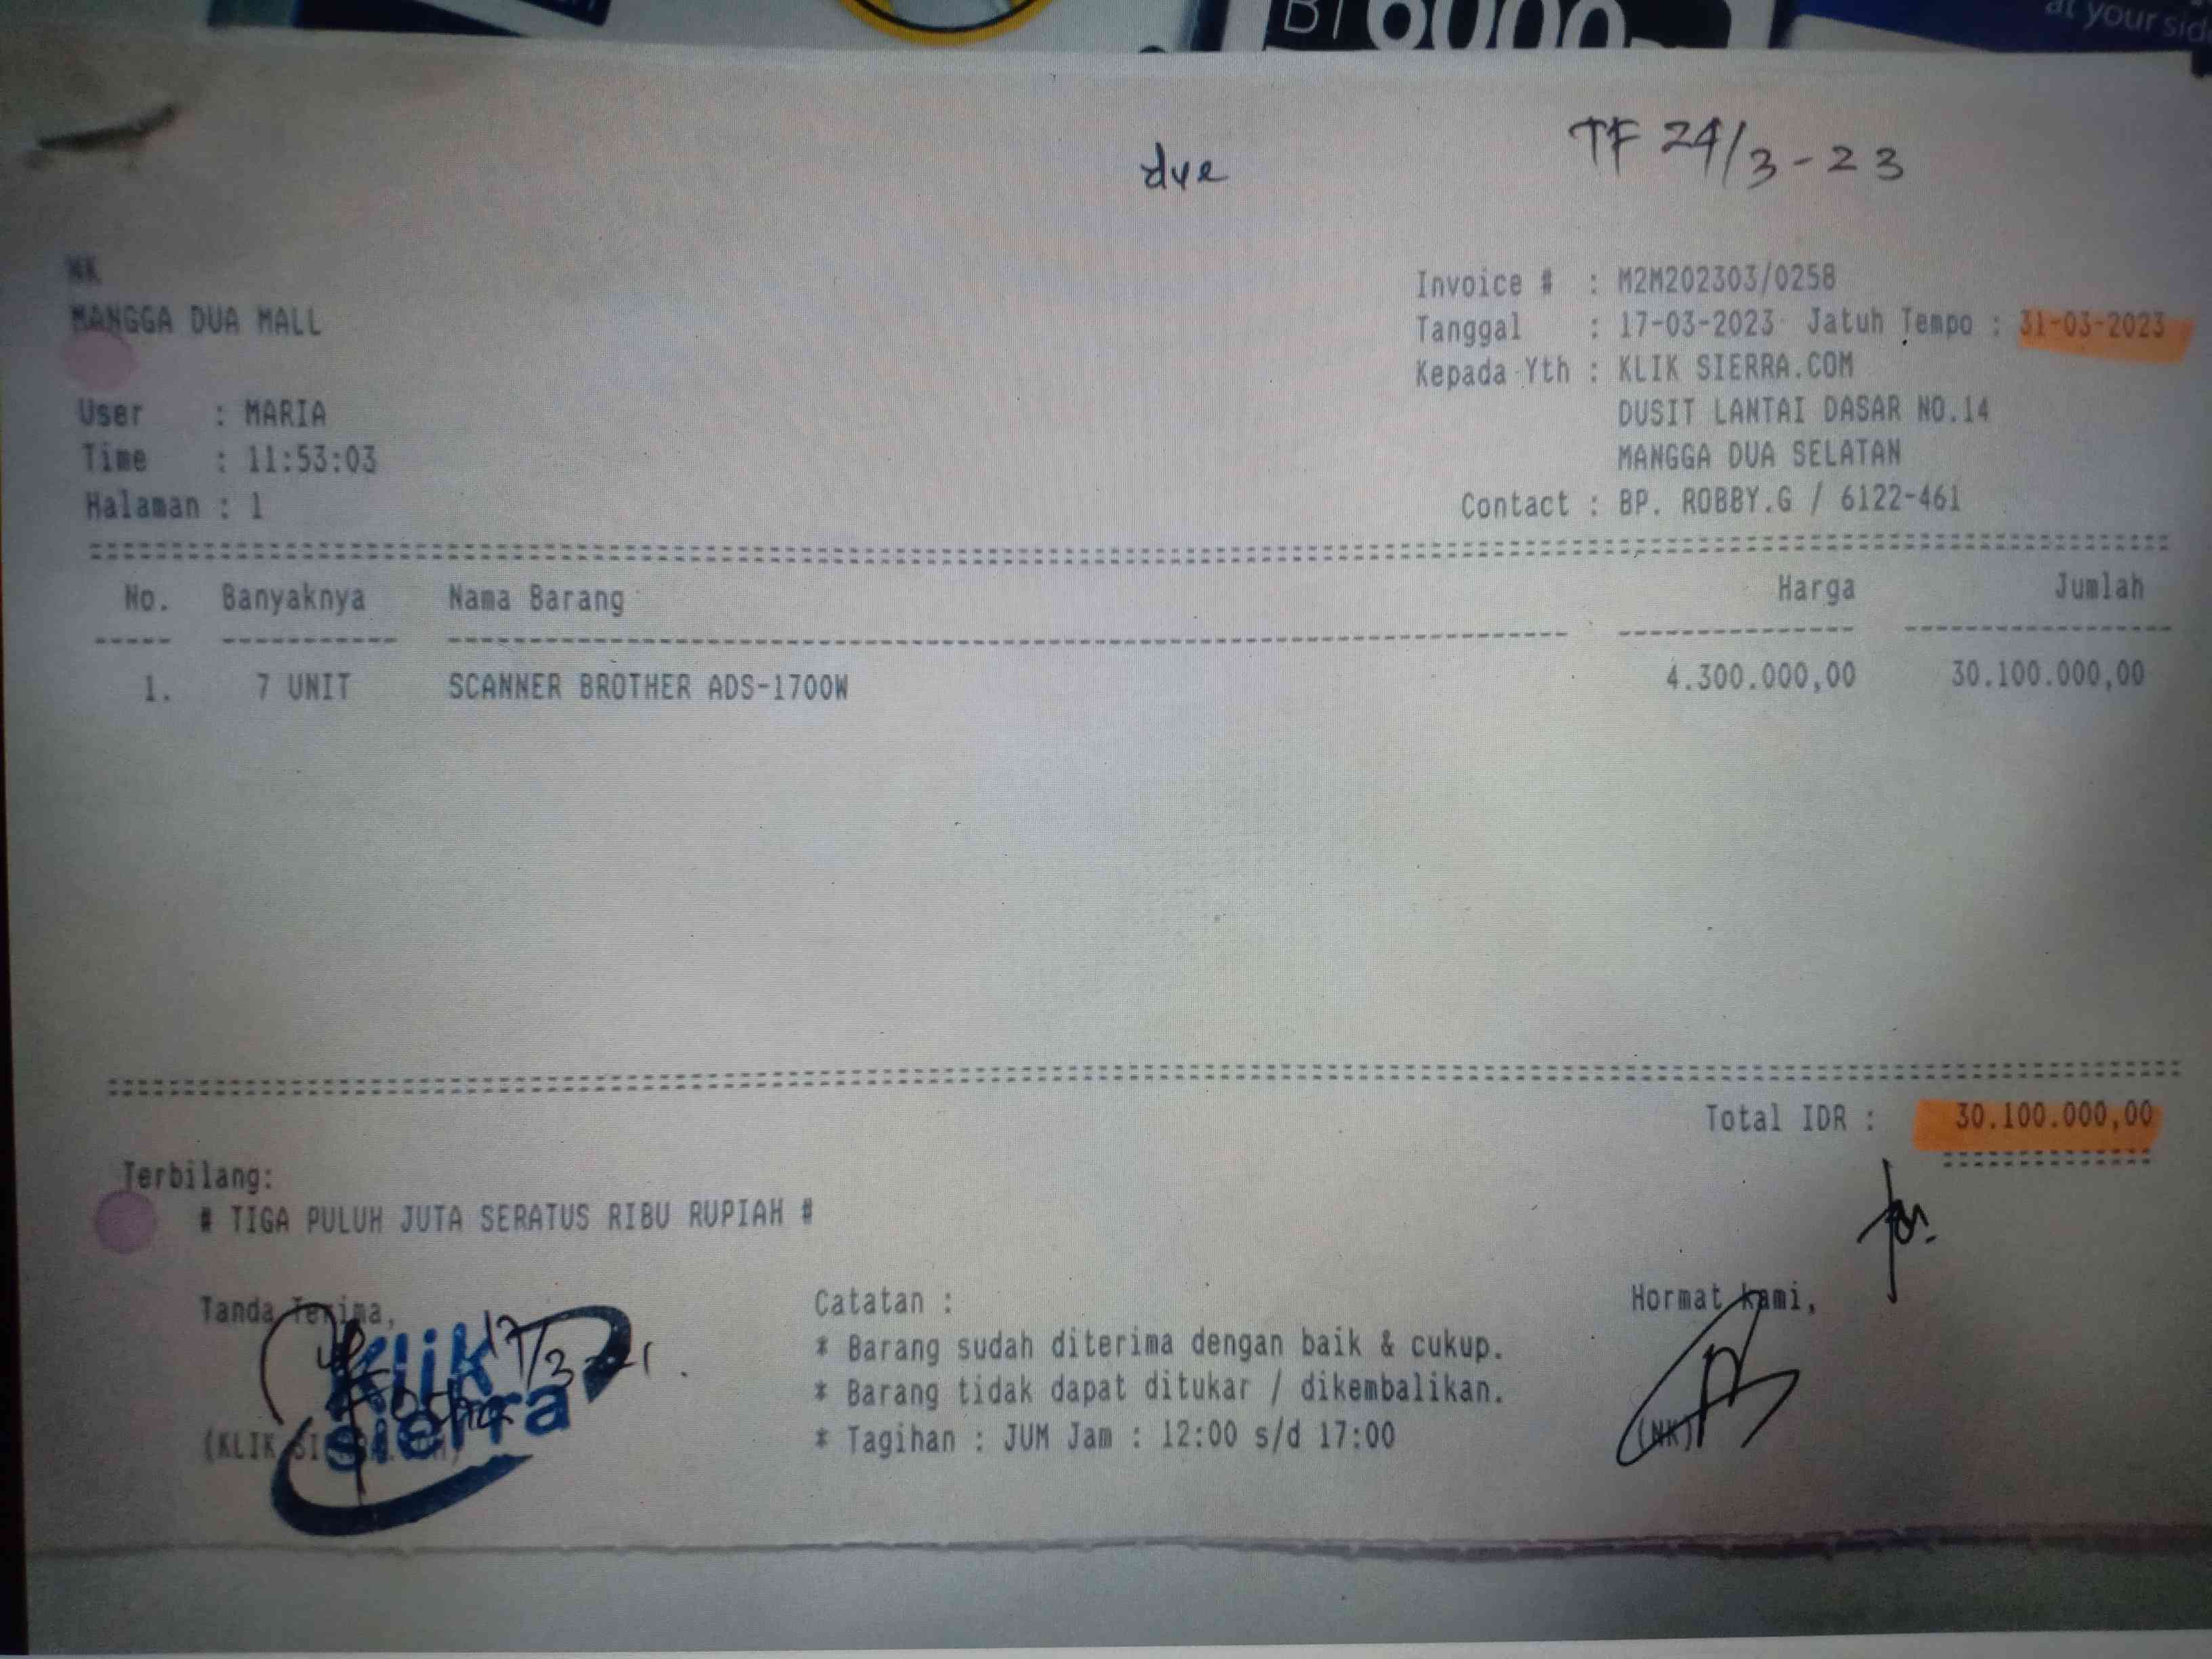 6000
at your side
due
TF 24/3-23
MANGGA DUA MALL
User : MARIA
Time : 11:53:03
Halaman : 1
Invoice # : M2M202303/0258
Tanggal : 17-03-2023 Jatuh Tempo : 31-03-2023
Kepada Yth : KLIK SIERRA.COM
DUSIT LANTAI DASAR NO.14
MANGGA DUA SELATAN
Contact : BP. ROBBY.G / 6122-461
No. Banyaknya Nama Barang Harga Jumlah
1. 7 UNIT SCANNER BROTHER ADS-1700W 4.300.000,00 30.100.000,00
Total IDR : 30.100.000,00
Terbilang:
# TIGA PULUH JUTA SERATUS RIBU RUPIAH #
Tanda Terima,
Klik
sierra
Catatan :
* Barang sudah diterima dengan baik & cukup.
* Barang tidak dapat ditukar / dikembalikan.
* Tagihan : JUM Jam : 12:00 s/d 17:00
Hormat kami,
(NK)